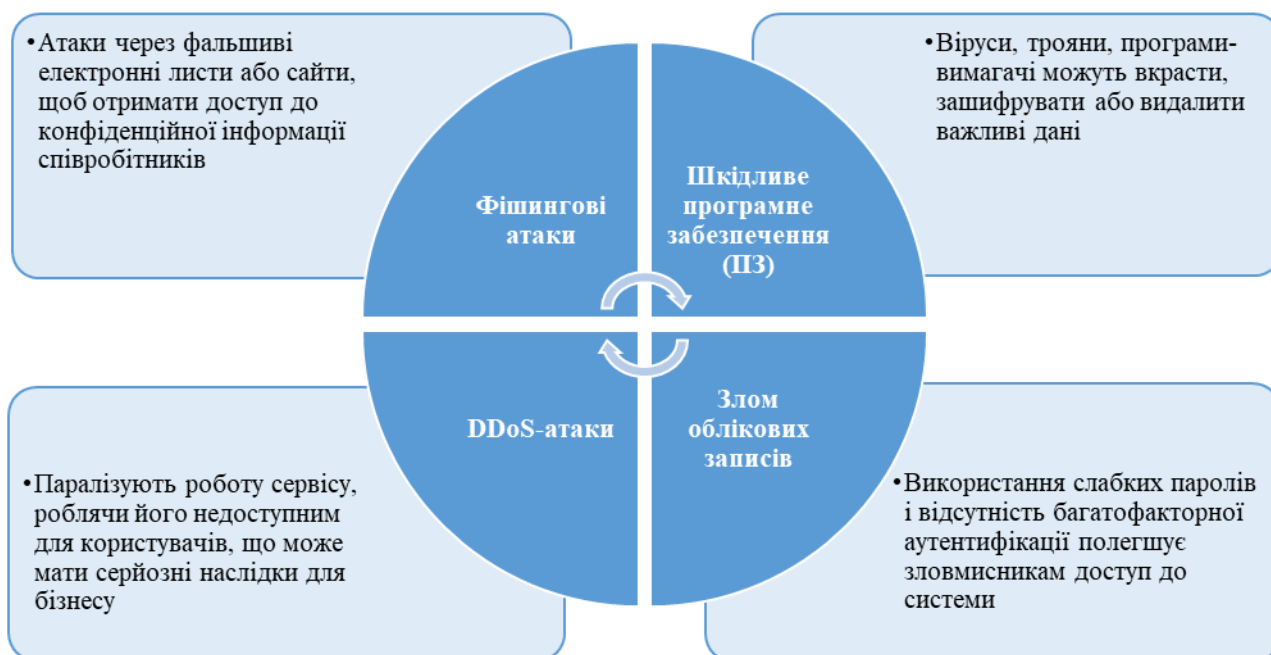 •Атаки через фальшиві
електронні листи або сайти,
щоб отримати доступ до
конфіденційної інформації
співробітників
Фішингові
атаки
•Віруси, трояни, програми-
вимагачі можуть вкрасти,
зашифрувати або видалити
важливі дані
Шкідливе
програмне
забезпечення
(ПЗ)
DDoS-атаки
•Паралізують роботу сервісу,
роблячи його недоступним
для користувачів, що може
мати серйозні наслідки для
бізнесу
Злом
облікових
записів
•Використання слабких паролів
і відсутність багатофакторної
аутентифікації полегшує
зловмисникам доступ до
системи